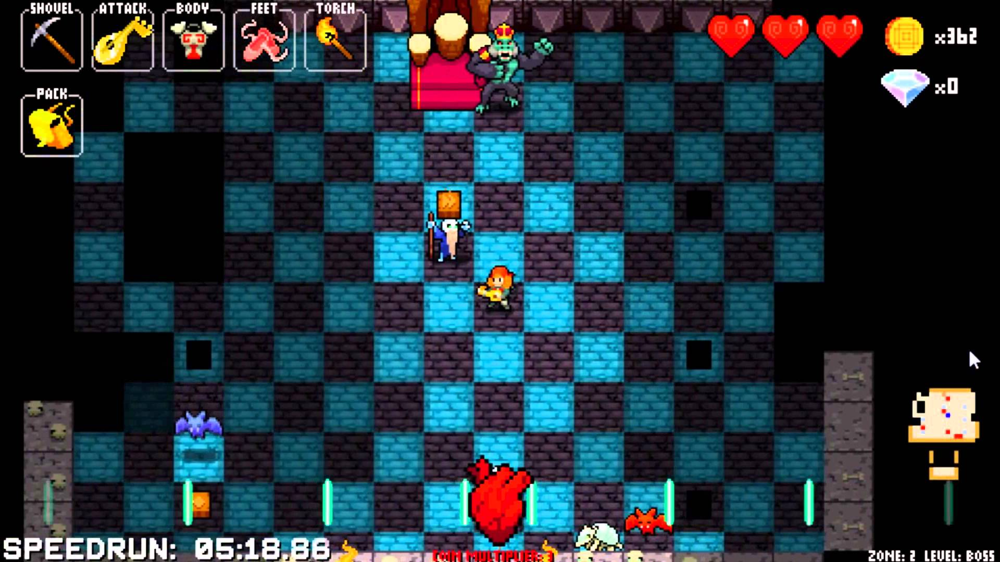 SHOVEL ATTACK BODY FEET TORCH
x362
x0
PACK
SPEEDRUN: 05:18.86
COIN MULTIPLIER: 3
ZONE: 2 LEVEL: BOSS